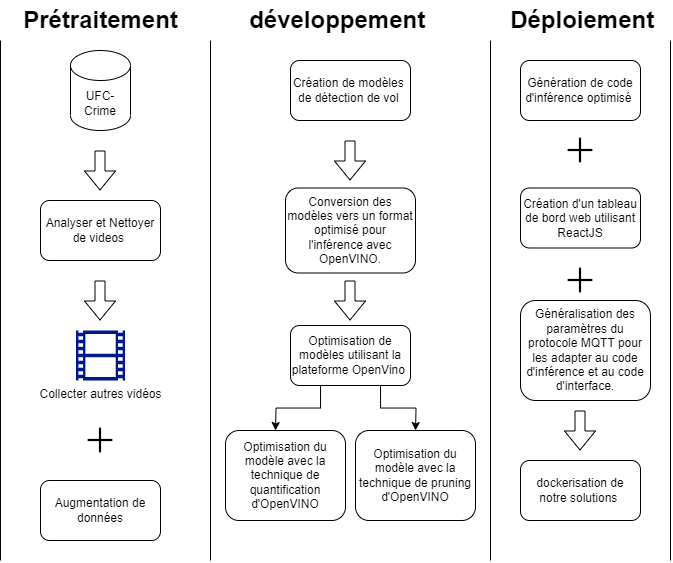 Prétraitement
UFC-
Crime
Analyser et Nettoyer
de videos
Collecter autres vidéos
Augmentation de
données
développement
Création de modèles
de détection de vol
Conversion des
modèles vers un format
optimisé pour
l'inférence avec
OpenVINO.
Optimisation de
modèles utilisant la
plateforme OpenVino
Optimisation du
modèle avec la
technique de
quantification
d'OpenVINO
Optimisation du
modèle avec la
technique de pruning
d'OpenVINO
Déploiement
Génération de code
d'inférence optimisé
Création d'un tableau
de bord web utilisant
ReactJS
Généralisation des
paramètres du
protocole MQTT pour
les adapter au code
d'inférence et au code
d'interface.
dockerisation de
notre solutions